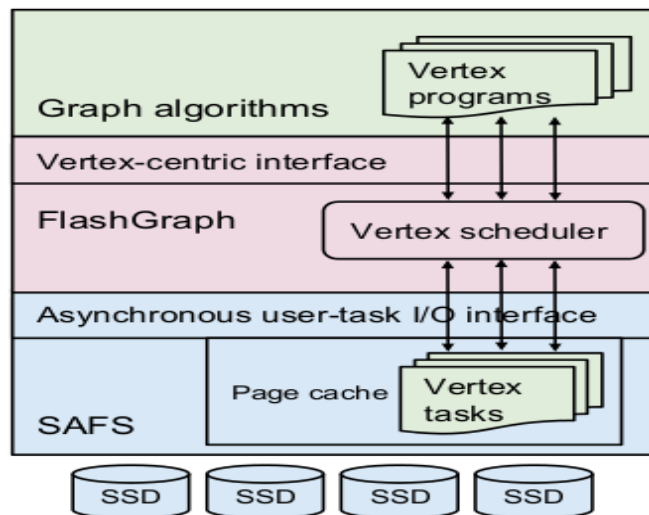 Vertex
programs
Graph algorithms
Vertex-centric interface
FlashGraph
Vertex scheduler
Asynchronous user-task I/O interface
Page cache
Vertex
tasks
SAFS
SSD
SSD
SSD
SSD